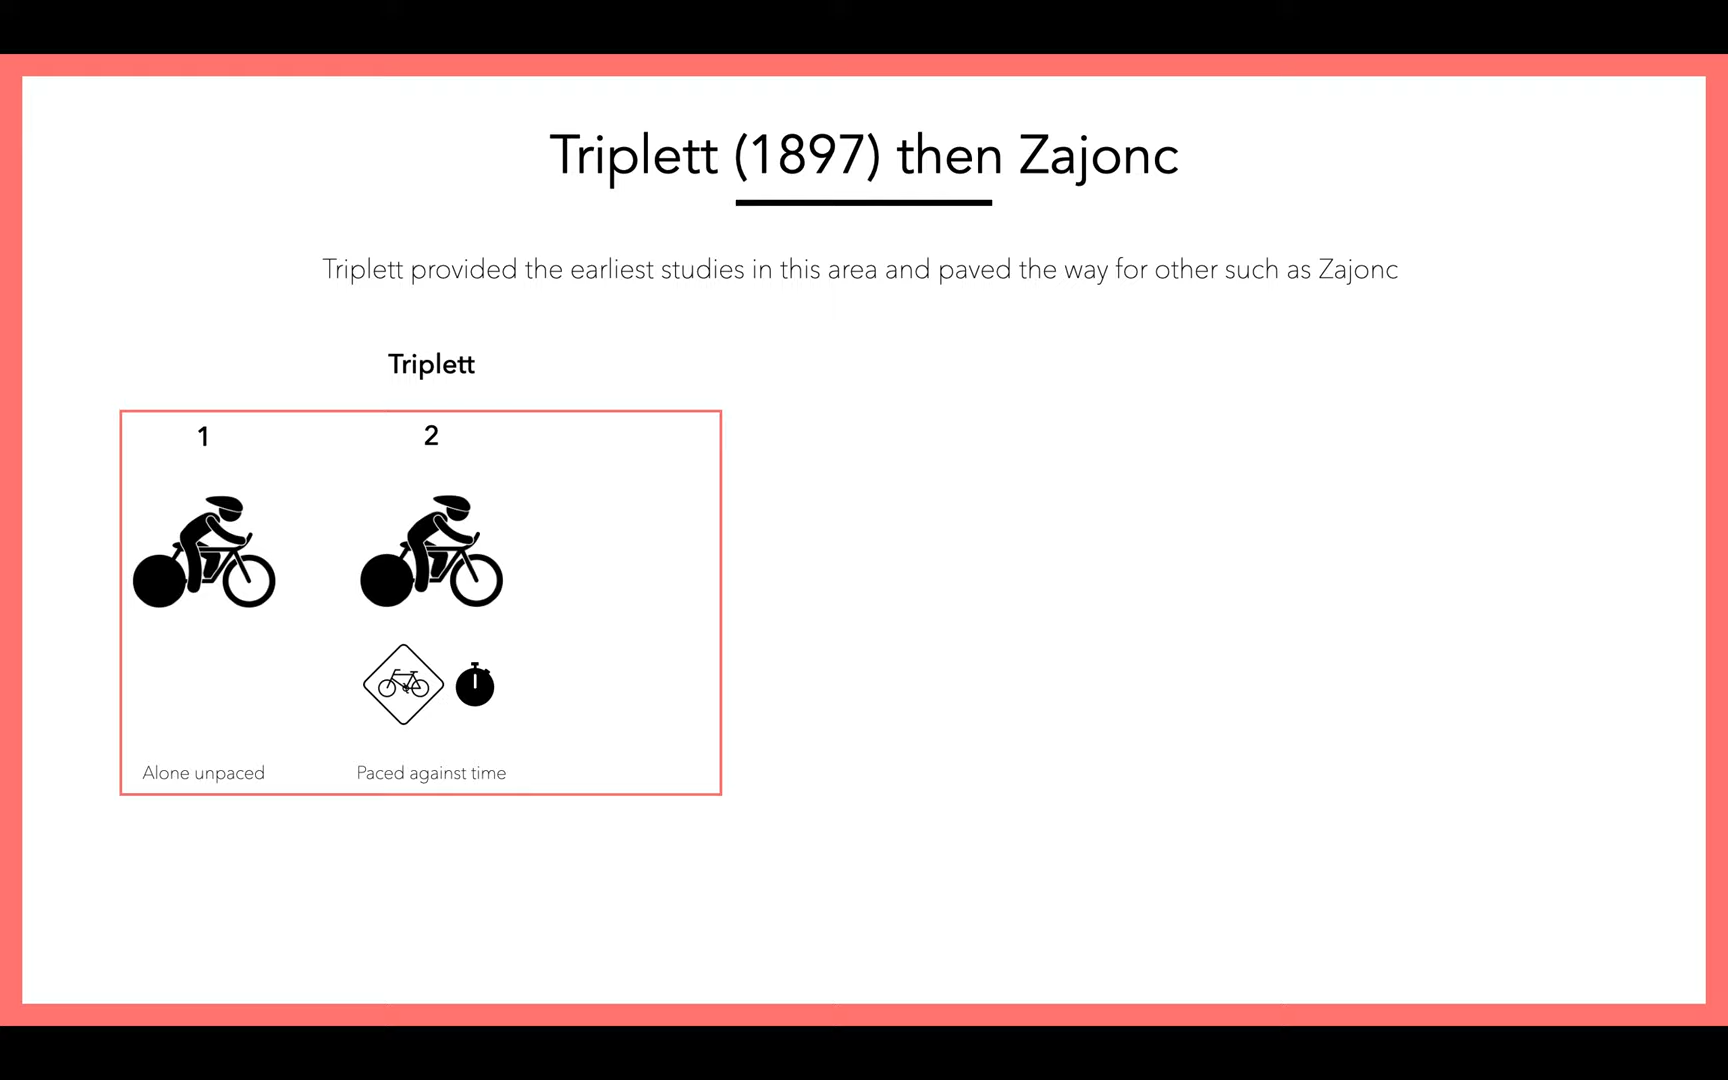 Triplett (1897) then Zajonc
Triplett provided the earliest studies in this area and paved the way for other such as Zajonc
Triplett
1
2
Alone unpaced
Paced against time